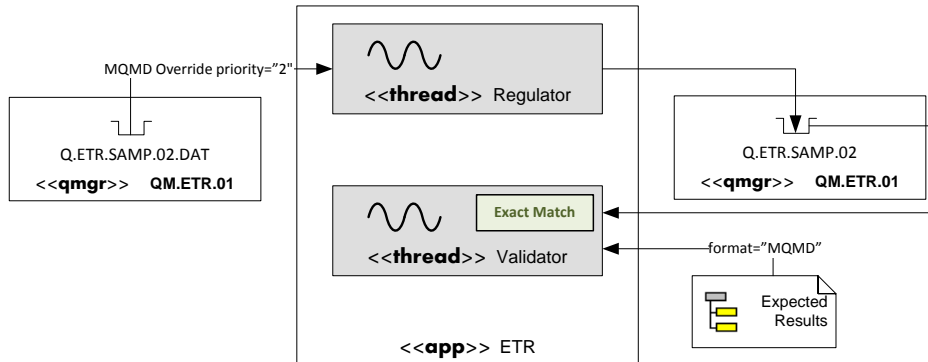 MQMD Override priority="2"
<<thread>> Regulator
Q.ETR.SAMP.02.DAT
<<qmgr>> QM.ETR.01
Q.ETR.SAMP.02
<<qmgr>> QM.ETR.01
Exact Match
<<thread>> Validator
format="MQMD"
Expected
Results
<<app>> ETR